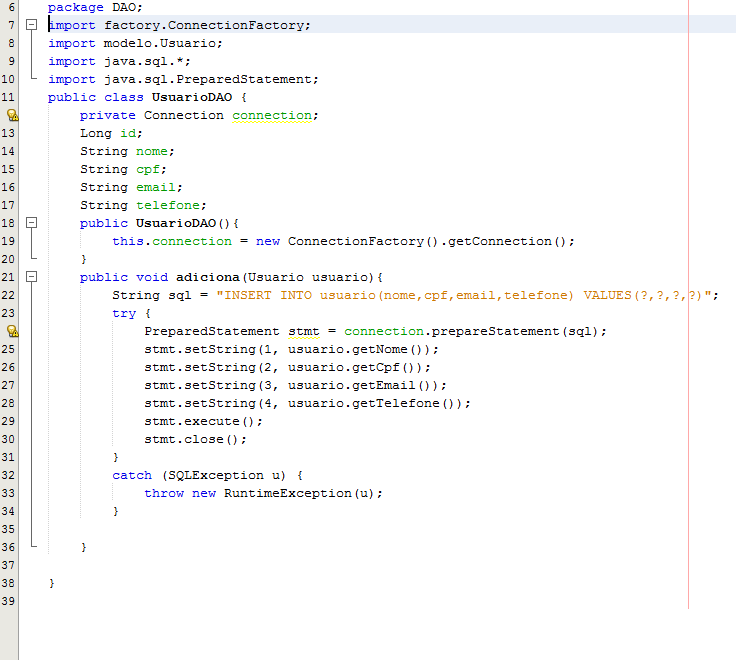 6 package DAO;
7 import factory.ConnectionFactory;
8 import modelo.Usuario;
9 import java.sql.*;
10 import java.sql.PreparedStatement;
11 public class UsuarioDAO {
private Connection connection;
13 Long id;
14 String nome;
15 String cpf;
16 String email;
17 String telefone;
18 public UsuarioDAO(){
19 this.connection = new ConnectionFactory().getConnection();
20 }
21 public void adiciona(Usuario usuario){
22 String sql = "INSERT INTO usuario(nome,cpf,email,telefone) VALUES(?,?,?,?)";
23 try {
PreparedStatement stmt = connection.prepareStatement(sql);
25 stmt.setString(1, usuario.getNome());
26 stmt.setString(2, usuario.getCpf());
27 stmt.setString(3, usuario.getEmail());
28 stmt.setString(4, usuario.getTelefone());
29 stmt.execute();
30 stmt.close();
31 }
32 catch (SQLException u) {
33 throw new RuntimeException(u);
34 }
35
36 }
37
38 }
39